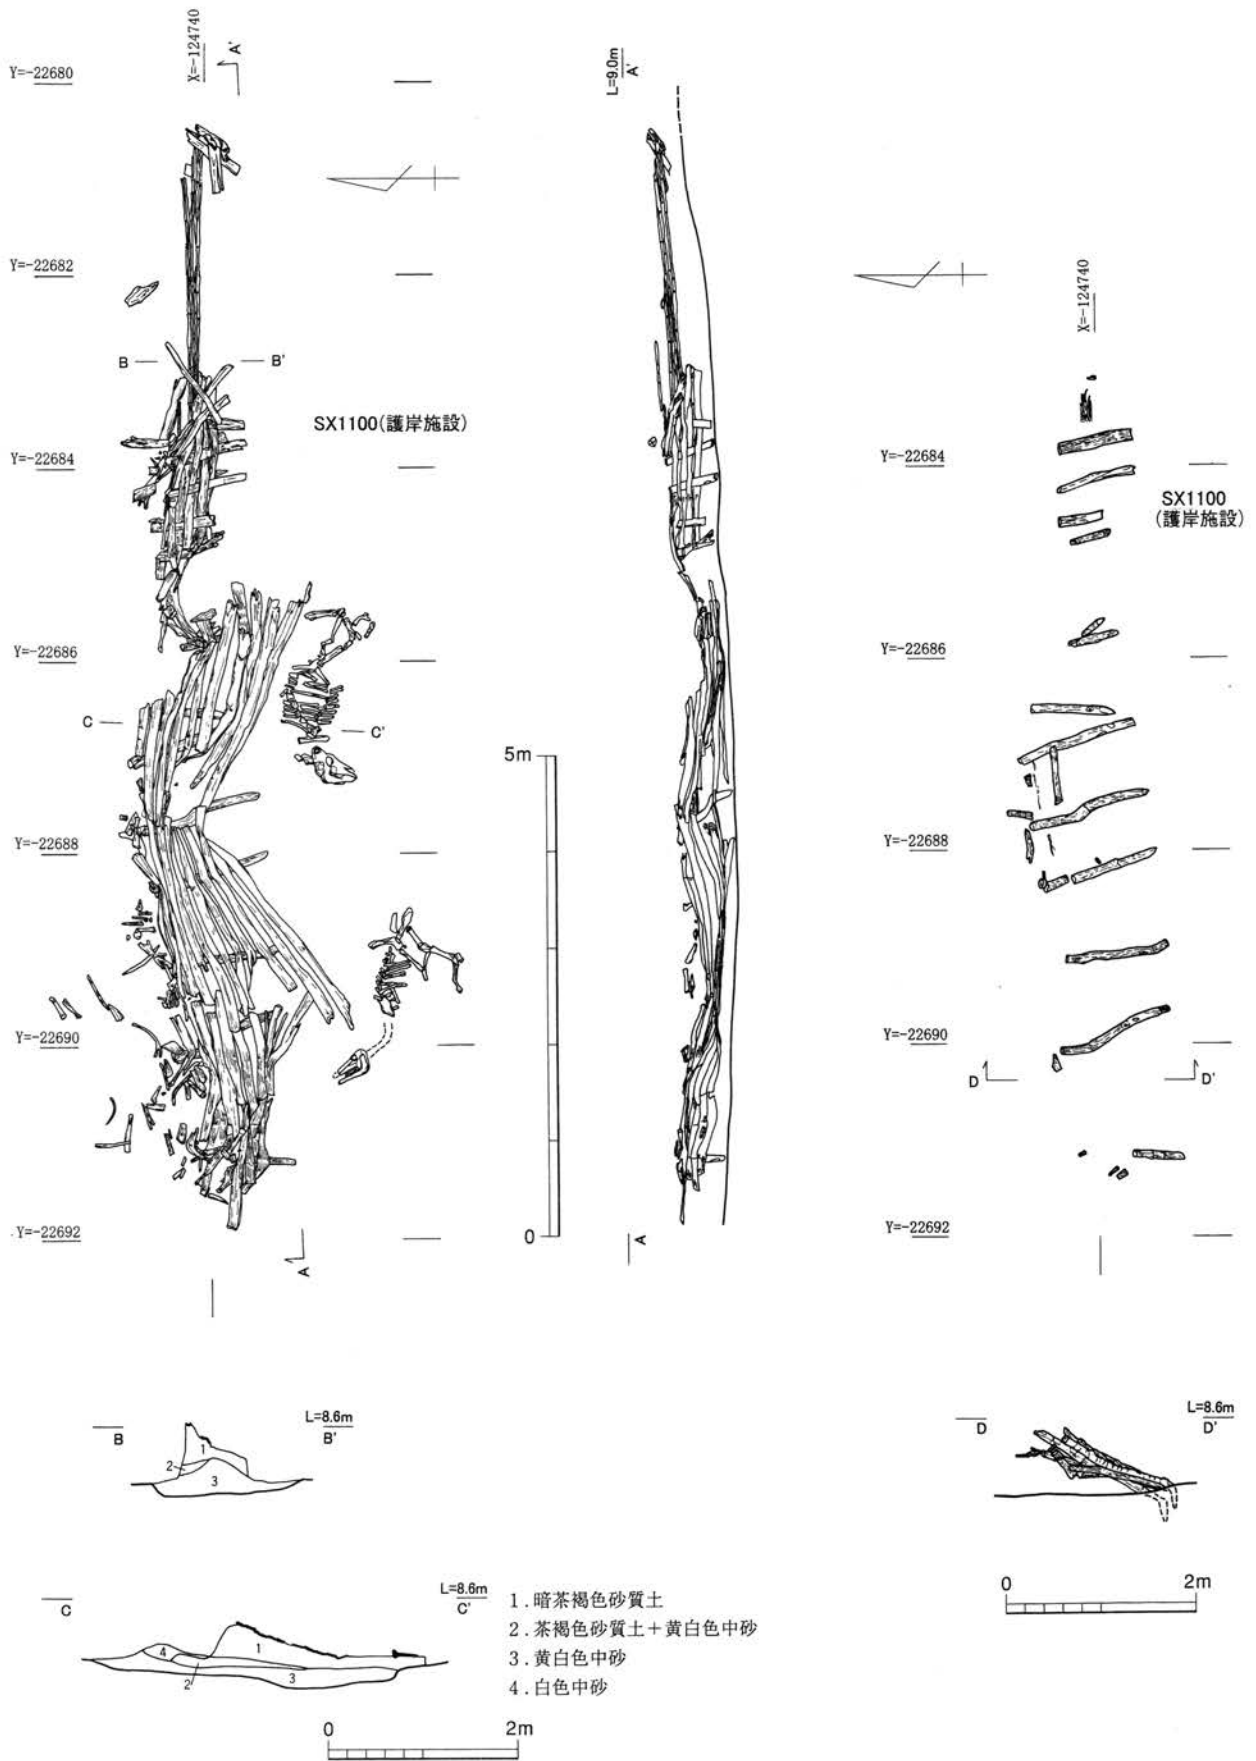 X=-124740
A'
Y=-22680
Y=-22682
B
B'
SX1100(護岸施設)
Y=-22684
Y=-22686
C
C'
Y=-22688
Y=-22690
Y=-22692
A
L=9.0m
A'
5m
0
A
X=-124740
Y=-22684
SX1100
(護岸施設)
Y=-22686
Y=-22688
Y=-22690
D
D'
Y=-22692
B
L=8.6m
B'
1
2
3
D
L=8.6m
D'
C
L=8.6m
C'
4
1
2
3
1.暗茶褐色砂質土
2.茶褐色砂質土+黄白色中砂
3.黄白色中砂
4.白色中砂
0
2m
0
2m